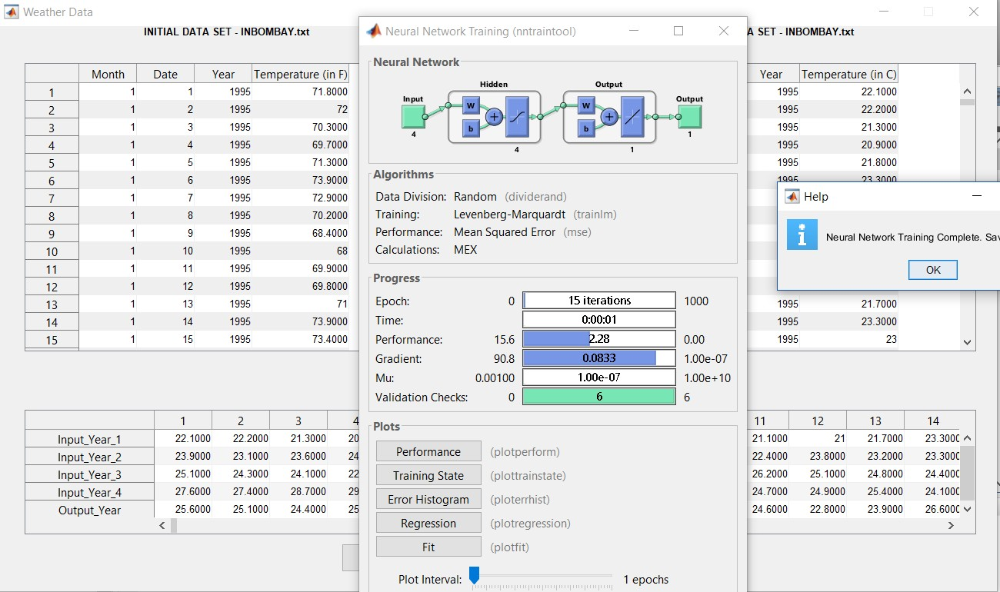 Weather Data
INITIAL DATA SET - INBOMBAY.txt
Month Date Year Temperature (in F)
1 1 1 1995 71.8000
2 1 2 1995 72
3 1 3 1995 70.3000
4 1 4 1995 69.7000
5 1 5 1995 71.3000
6 1 6 1995 73.9000
7 1 7 1995 72.9000
8 1 8 1995 70.2000
9 1 9 1995 68.4000
10 1 10 1995 68
11 1 11 1995 69.9000
12 1 12 1995 69.8000
13 1 13 1995 71
14 1 14 1995 73.9000
15 1 15 1995 73.4000
Neural Network Training (nntraintool)
Neural Network
Hidden Output
Input Output
W W
b b
4 1
4 1
Algorithms
Data Division: Random (dividerand)
Training: Levenberg-Marquardt (trainlm)
Performance: Mean Squared Error (mse)
Calculations: MEX
Progress
Epoch: 0 15 iterations 1000
Time: 0:00:01
Performance: 15.6 2.28 0.00
Gradient: 90.8 0.0833 1.00e-07
Mu: 0.00100 1.00e-07 1.00e+10
Validation Checks: 0 6 6
Plots
Performance (plotperform)
Training State (plottrainstate)
Error Histogram (ploterrhist)
Regression (plotregression)
Fit (plotfit)
Plot Interval: 1 epochs
A SET - INBOMBAY.txt
Year Temperature (in C)
1995 22.1000
1995 22.2000
1995 21.3000
1995 20.9000
1995 21.8000
1995 23.3000
1995 21.7000
1995 23.3000
1995 23
Help
Neural Network Training Complete. Sav
OK
1 2 3 4
Input_Year_1 22.1000 22.2000 21.3000 20
Input_Year_2 23.9000 23.1000 23.6000 24
Input_Year_3 25.1000 24.3000 24.1000 22
Input_Year_4 27.6000 27.4000 28.7000 29
Output_Year 25.6000 25.1000 24.4000 25
11 12 13 14
21.1000 21 21.7000 23.3000
22.4000 23.8000 23.2000 23.3000
26.2000 25.1000 24.8000 24.4000
24.7000 24.9000 25.4000 24.1000
24.6000 22.8000 23.9000 26.6000